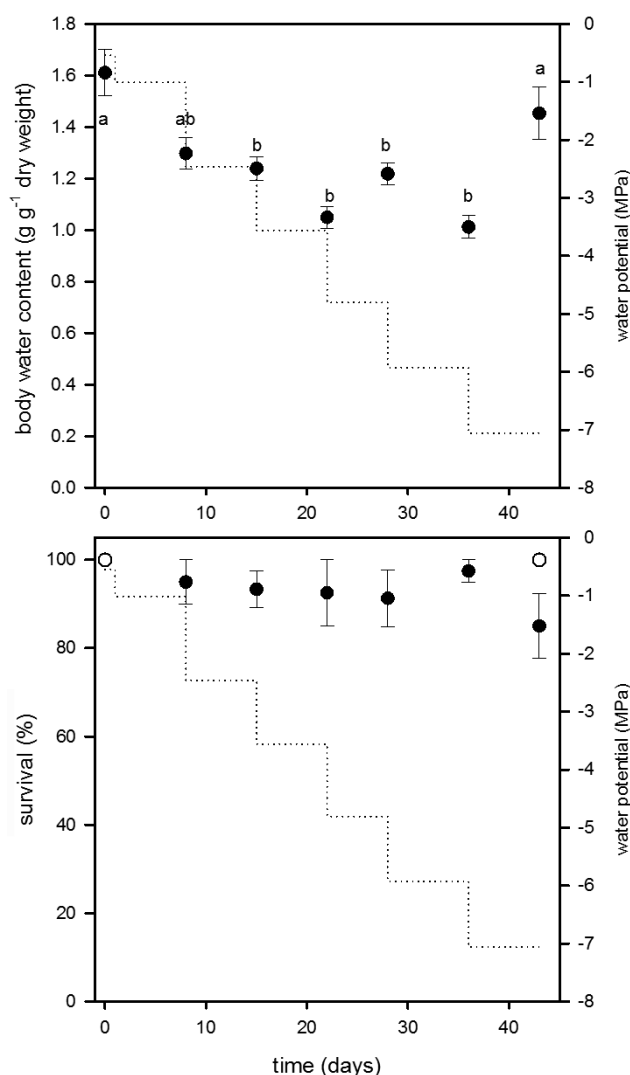 body water content (g g⁻¹ dry weight)
1.8
1.6
1.4
1.2
1.0
0.8
0.6
0.4
0.2
0.0
a
ab
b
b
b
b
a
0
-1
-2
-3
-4
-5
-6
-7
-8
water potential (MPa)
0 10 20 30 40
survival (%)
100
80
60
40
20
0
0
-1
-2
-3
-4
-5
-6
-7
-8
water potential (MPa)
0 10 20 30 40
time (days)